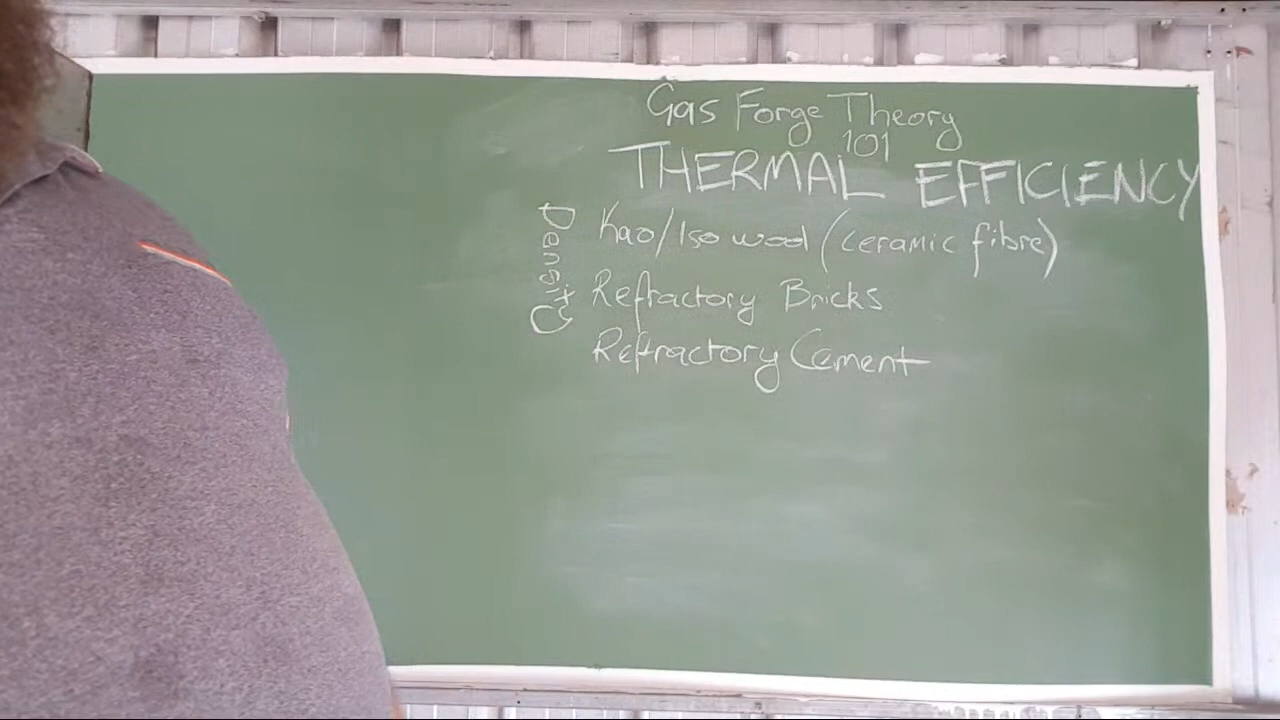 Gas Forge Theory
101
THERMAL EFFICIENCY
Density
Kao/Iso wool (ceramic fibre)
Refractory Bricks
Refractory Cement